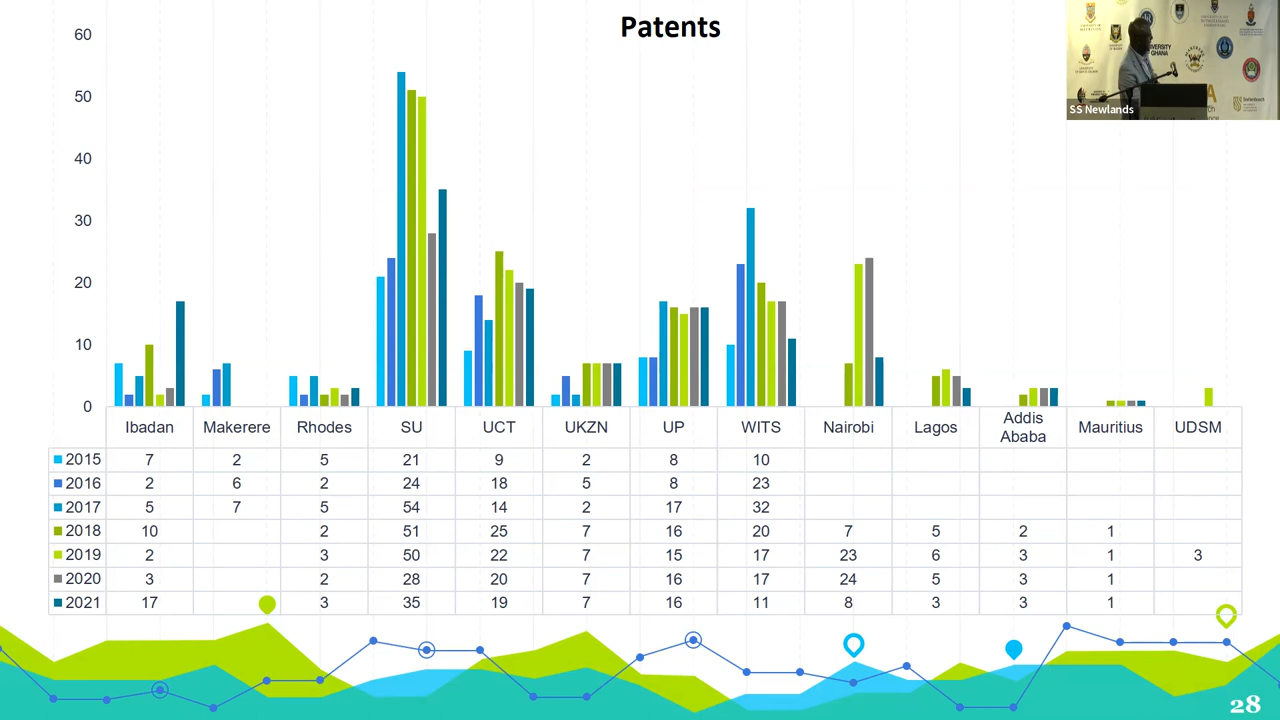 Patents
SS Newlands
60
50
40
30
20
10
0
Ibadan Makerere Rhodes SU UCT UKZN UP WITS Nairobi Lagos Addis Ababa Mauritius UDSM
2015 7 2 5 21 9 2 8 10
2016 2 6 2 24 18 5 8 23
2017 5 7 5 54 14 2 17 32
2018 10 2 51 25 7 16 20 7 5 2 1
2019 2 3 50 22 7 15 17 23 6 3 1 3
2020 3 2 28 20 7 16 17 24 5 3 1
2021 17 3 35 19 7 16 11 8 3 3 1
28